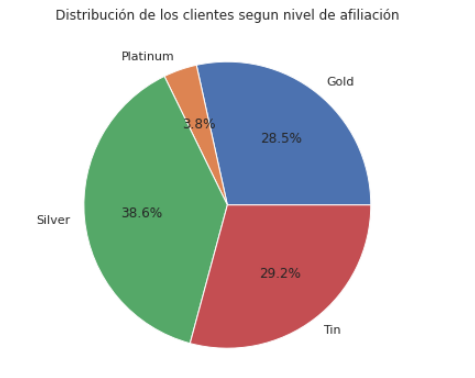 Distribución de los clientes segun nivel de afiliación
Platinum
Gold
3.8%
28.5%
Silver
38.6%
29.2%
Tin